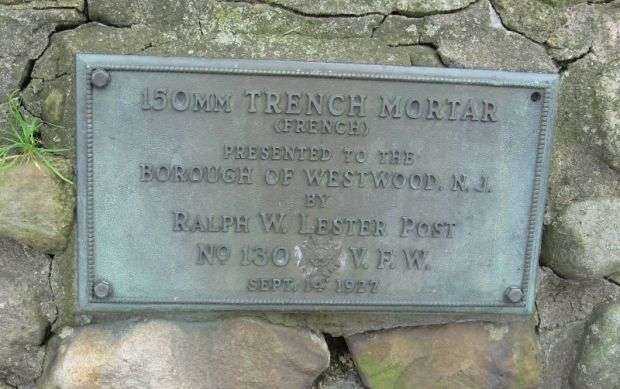 150MM TRENCH MORTAR
(FRENCH)
PRESENTED TO THE
BOROUGH OF WESTWOOD, N.J.
BY
RALPH W. LESTER POST
NO 130 V.F.W.
SEPT. 14, 1927